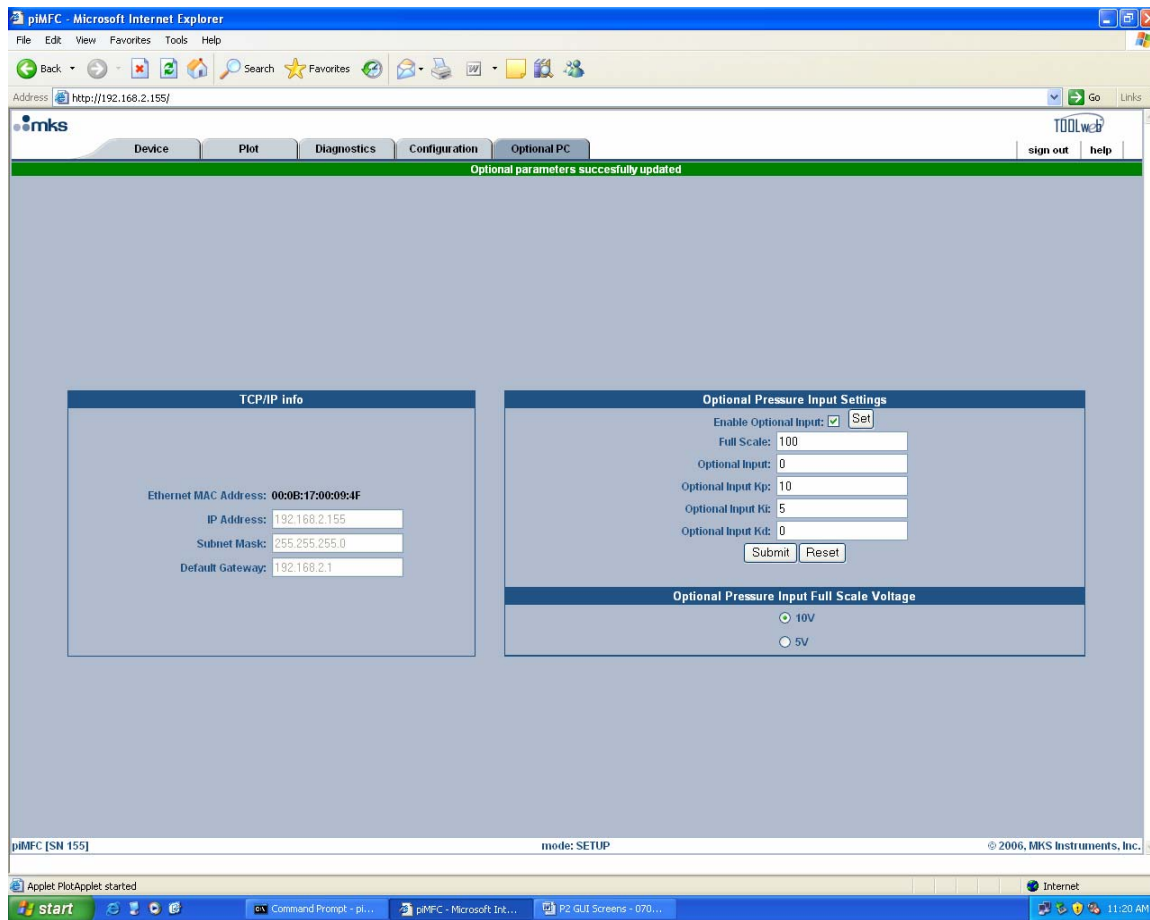 piMFC - Microsoft Internet Explorer
File Edit View Favorites Tools Help
Back Search Favorites
Address http://192.168.2.155/ Go Links
mks TOOLweb
Device Plot Diagnostics Configuration Optional PC sign out help
Optional parameters succesfully updated
TCP/IP info
Ethernet MAC Address: 00:0B:17:00:09:4F
IP Address: 192.168.2.155
Subnet Mask: 255.255.255.0
Default Gateway: 192.168.2.1
Optional Pressure Input Settings
Enable Optional Input: Set
Full Scale: 100
Optional Input: 0
Optional Input Kp: 10
Optional Input Ki: 5
Optional Input Kd: 0
Submit Reset
Optional Pressure Input Full Scale Voltage
10V
5V
piMFC [SN 155] mode: SETUP © 2006, MKS Instruments, Inc.
Applet PlotApplet started Internet
start Command Prompt - pi... piMFC - Microsoft Int... P2 GUI Screens - 070... 11:20 AM